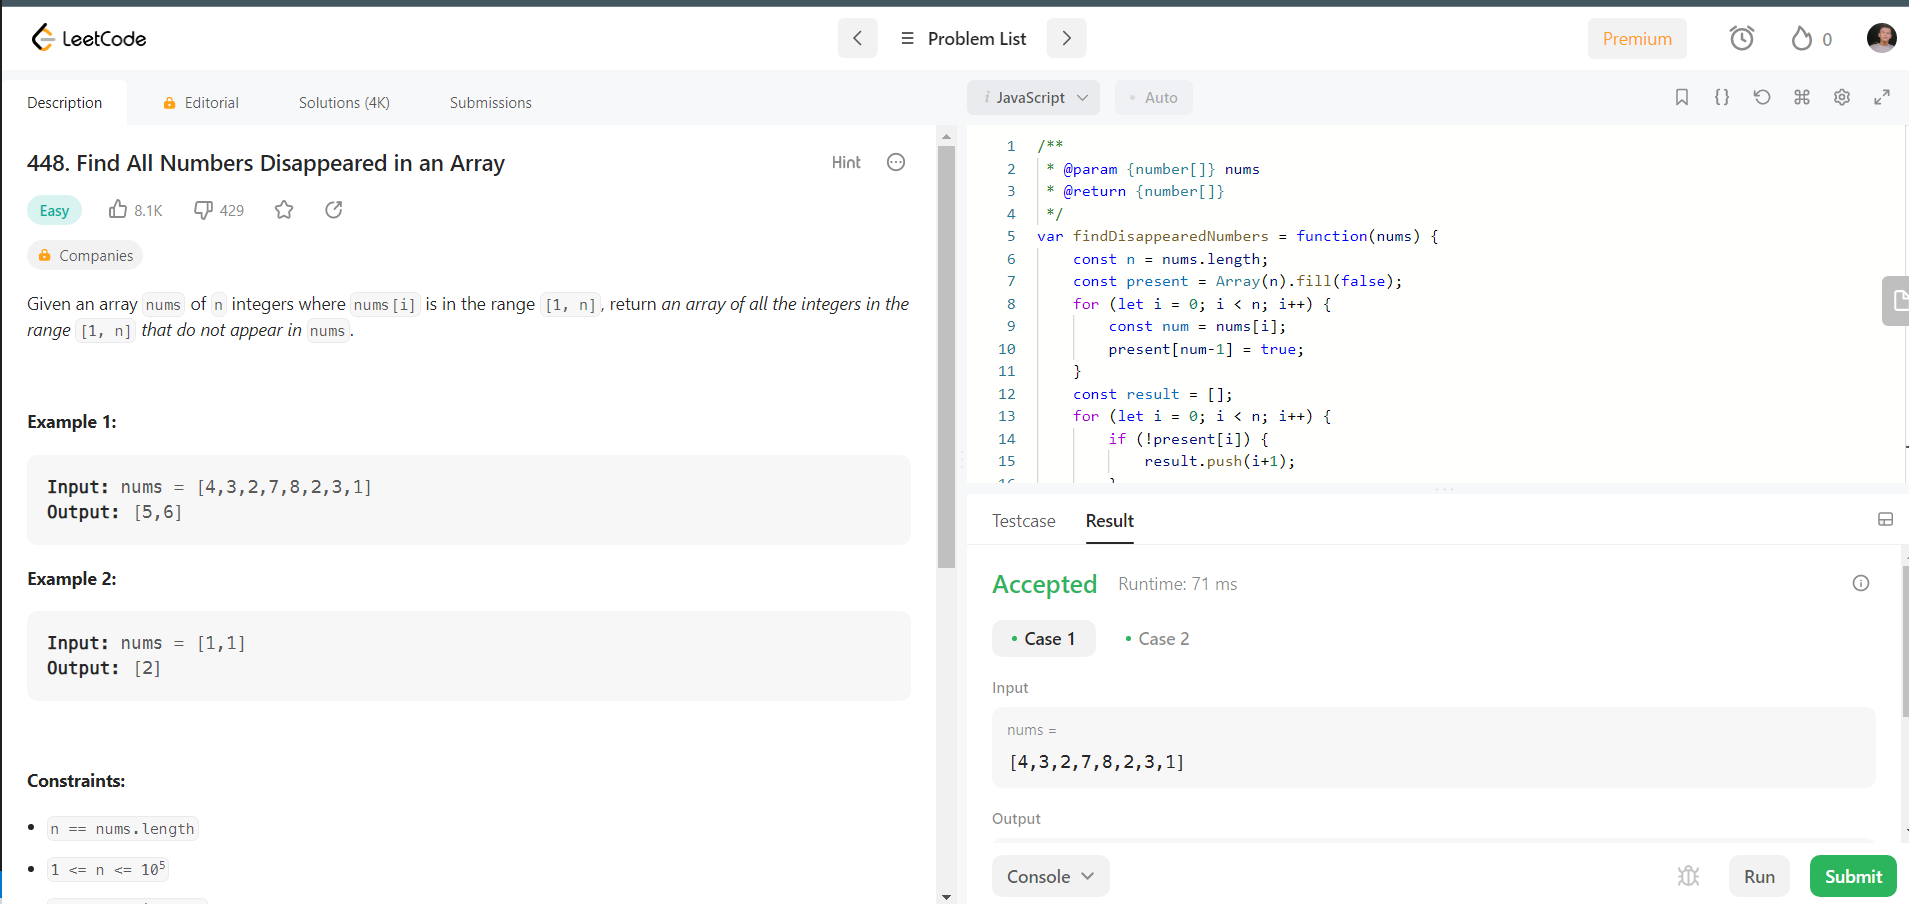 LeetCode
Problem List
Premium
0
Description
Editorial
Solutions (4K)
Submissions
448. Find All Numbers Disappeared in an Array
Hint
Easy
8.1K
429
Companies
Given an array nums of n integers where nums[i] is in the range [1, n], return an array of all the integers in the
range [1, n] that do not appear in nums.
Example 1:
Input: nums = [4,3,2,7,8,2,3,1]
Output: [5,6]
Example 2:
Input: nums = [1,1]
Output: [2]
Constraints:
n == nums.length
1 <= n <= 10⁵
i JavaScript
Auto
1 /**
2 * @param {number[]} nums
3 * @return {number[]}
4 */
5 var findDisappearedNumbers = function(nums) {
6 const n = nums.length;
7 const present = Array(n).fill(false);
8 for (let i = 0; i < n; i++) {
9 const num = nums[i];
10 present[num-1] = true;
11 }
12 const result = [];
13 for (let i = 0; i < n; i++) {
14 if (!present[i]) {
15 result.push(i+1);
16 }
Testcase
Result
Accepted
Runtime: 71 ms
Case 1
Case 2
Input
nums =
[4,3,2,7,8,2,3,1]
Output
Console
Run
Submit